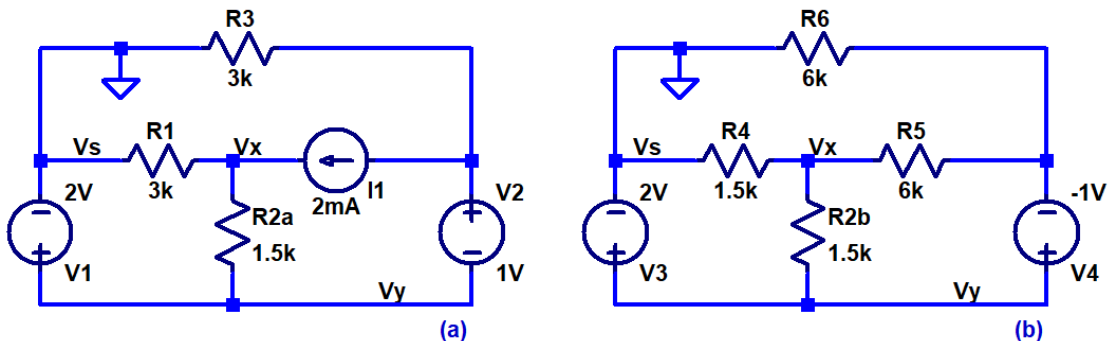 R3
3k
Vs
R1
3k
Vx
I1
2mA
2V
V1
R2a
1.5k
V2
1V
Vy
(a)
R6
6k
Vs
R4
1.5k
Vx
R5
6k
2V
V3
R2b
1.5k
-1V
V4
Vy
(b)